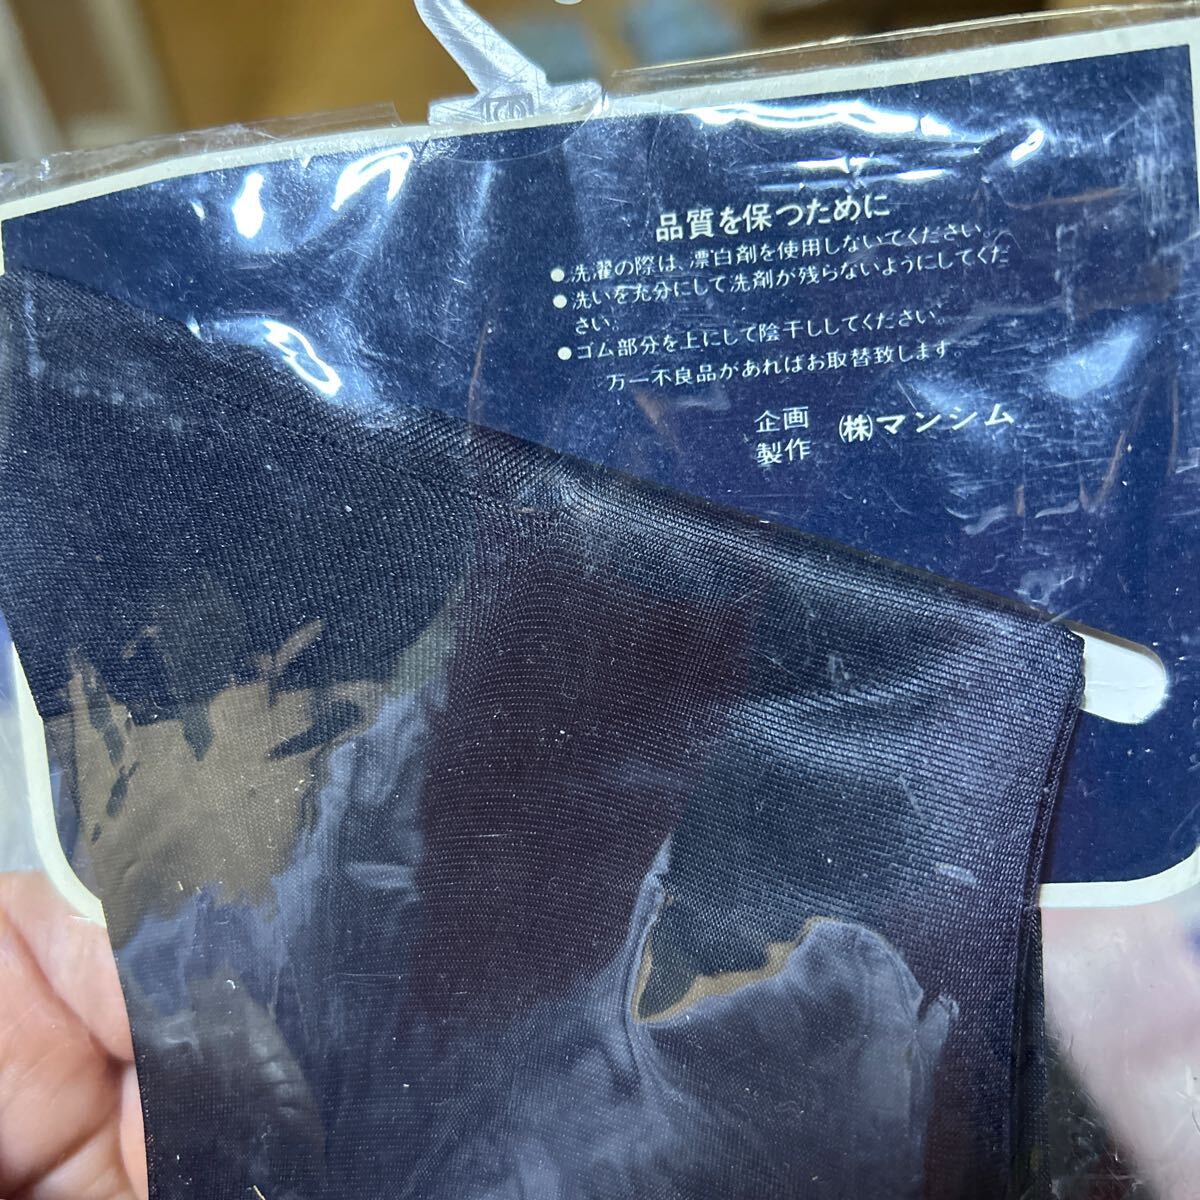 品質を保つために
●洗濯の際は、漂白剤を使用しないてください。
●洗いを充分にして洗剤が残らないようにしてくだ
さい。
●ゴム部分を上にして陰干ししてください。
万一不良品があればお取替致します。
企画
製作
㈱マンシム